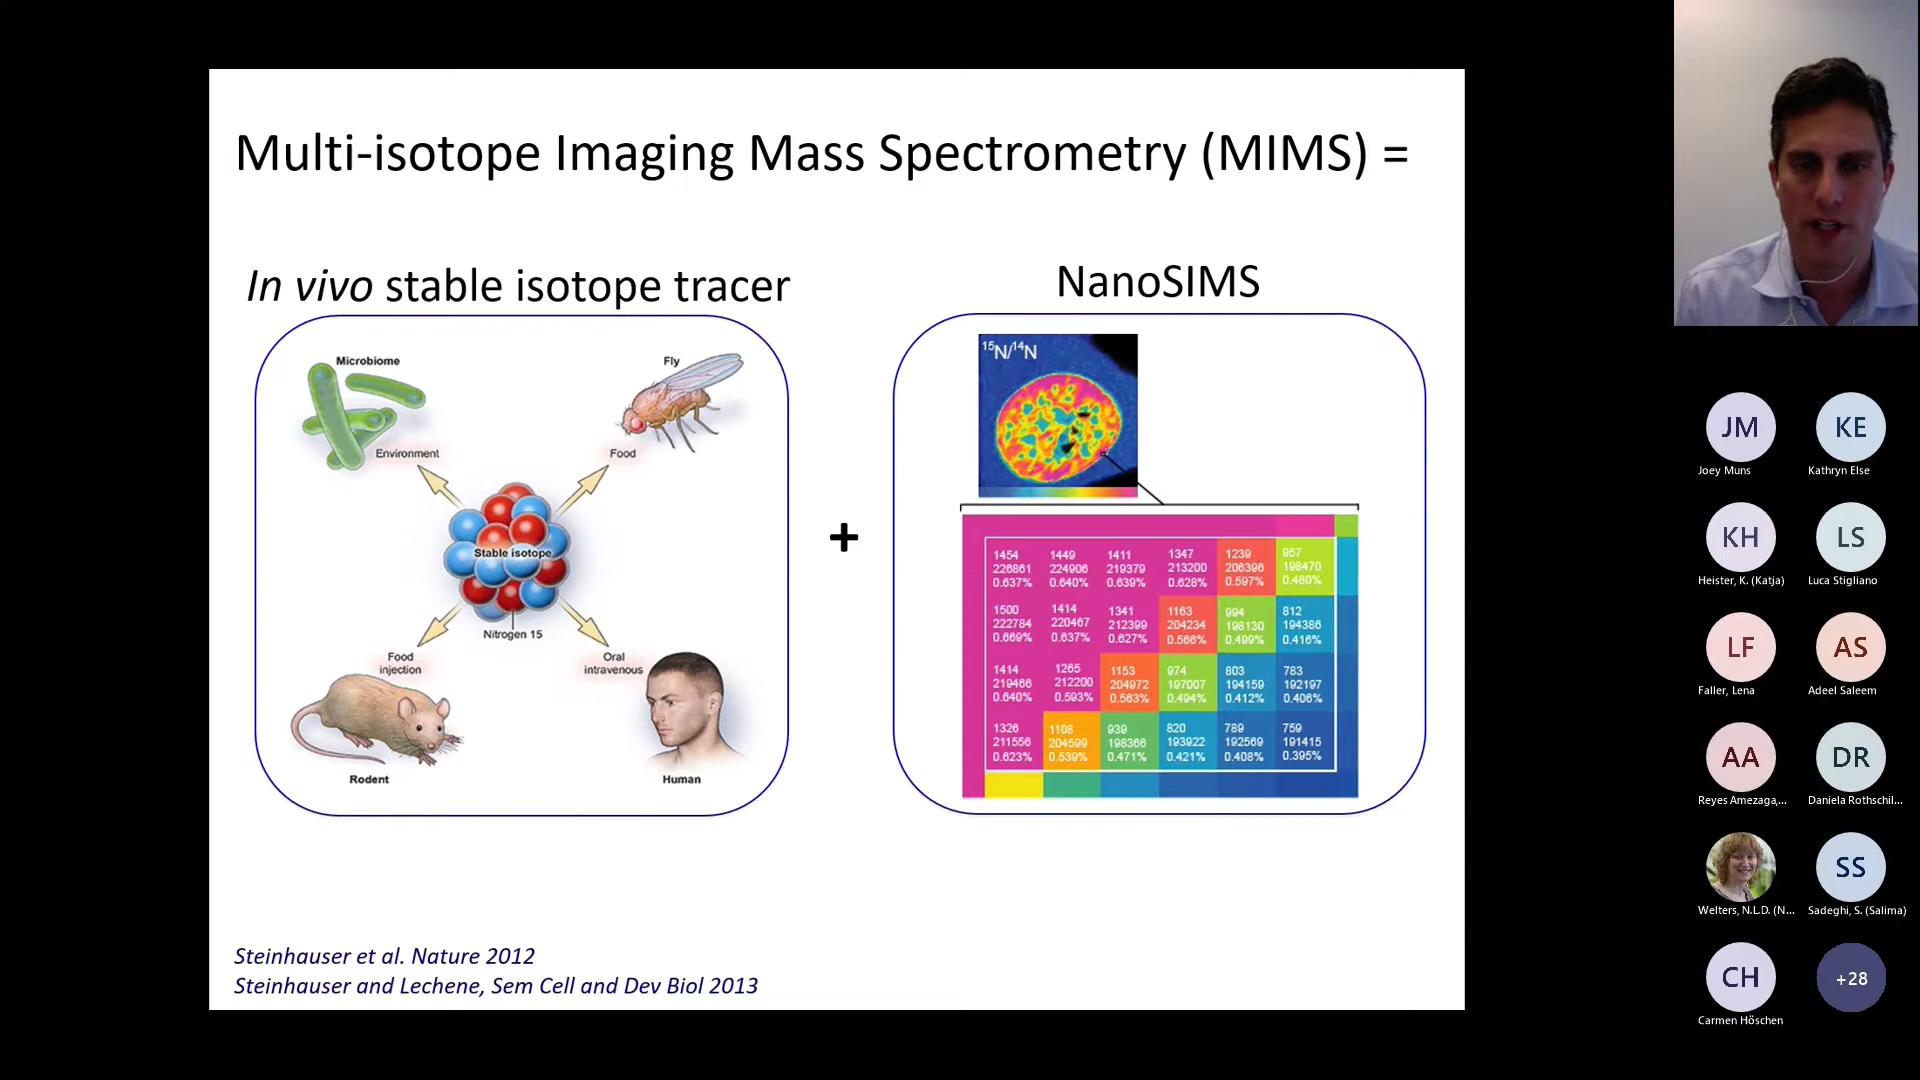 Multi-isotope Imaging Mass Spectrometry (MIMS) =
In vivo stable isotope tracer
NanoSIMS
Microbiome
Fly
Environment
Food
Stable isotope
Nitrogen 15
Food
injection
Oral
intravenous
Rodent
Human
+
15N/14N
1454 1449 1411 1347 1239 957
226861 224906 219379 213200 206396 198470
0.637% 0.640% 0.639% 0.628% 0.597% 0.480%
1500 1414 1341 1163 994 812
222784 220467 212399 204234 198130 194386
0.669% 0.637% 0.627% 0.566% 0.499% 0.416%
1414 1265 1153 974 803 783
219466 212200 204972 197007 194159 192197
0.640% 0.593% 0.563% 0.494% 0.412% 0.406%
1326 1108 939 820 789 759
211556 204599 198366 193922 192569 191415
0.623% 0.539% 0.471% 0.421% 0.408% 0.395%
Steinhauser et al. Nature 2012
Steinhauser and Lechene, Sem Cell and Dev Biol 2013
JM KE
Joey Muns Kathryn Else
KH LS
Heister, K. (Katja) Luca Stigliano
LF AS
Faller, Lena Adeel Saleem
AA DR
Reyes Amezaga,... Daniela Rothschil...
SS
Welters, N.L.D. (N... Sadeghi, S. (Salima)
CH +28
Carmen Höschen